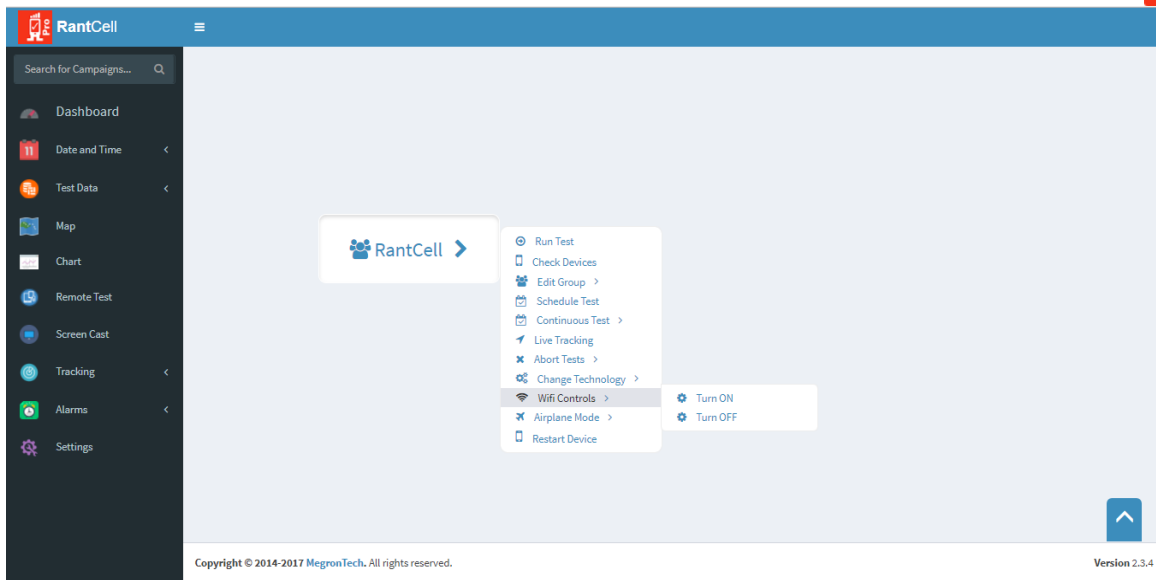 Pro
RantCell
Search for Campaigns...
Dashboard
11
Date and Time
Test Data
Map
Chart
Remote Test
Screen Cast
Tracking
Alarms
Settings
RantCell
Run Test
Check Devices
Edit Group
Schedule Test
Continuous Test
Live Tracking
Abort Tests
Change Technology
Wifi Controls
Airplane Mode
Restart Device
Turn ON
Turn OFF
Copyright © 2014-2017 MegronTech. All rights reserved.
Version 2.3.4